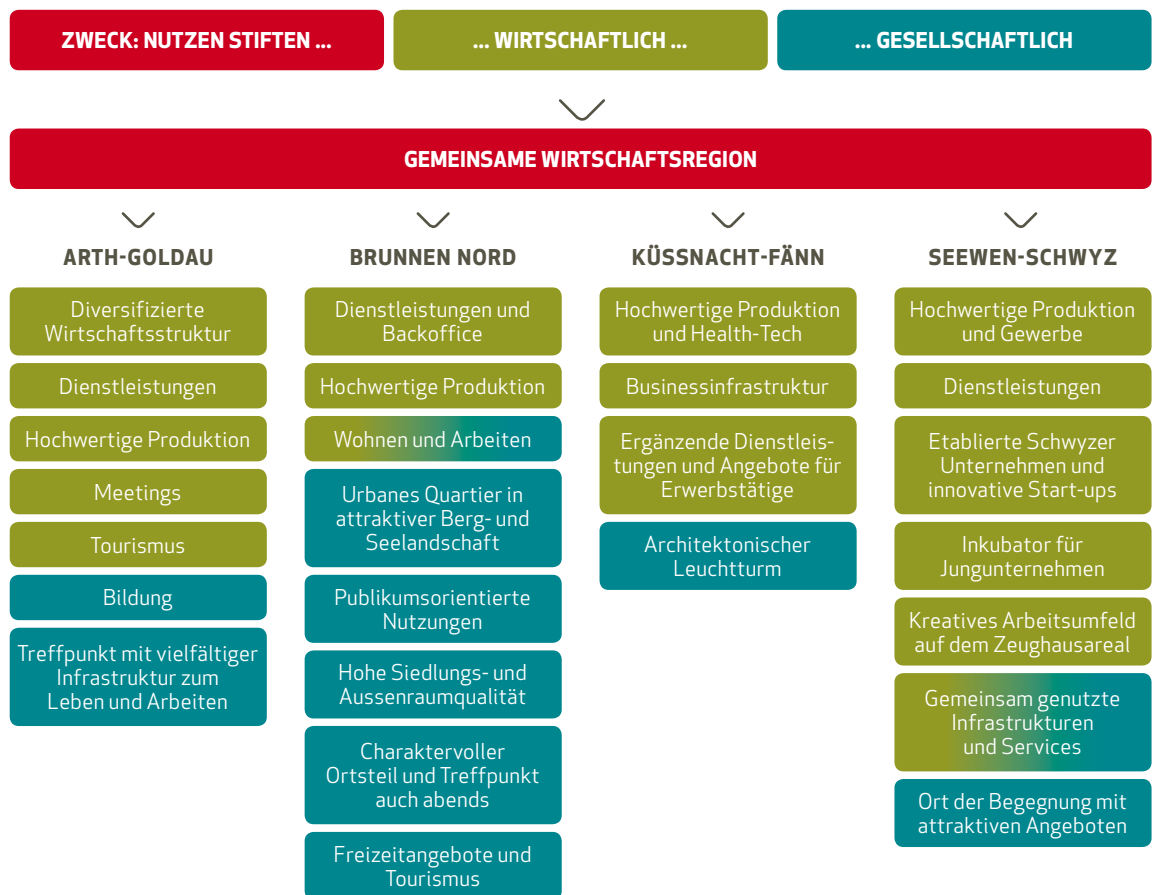 ZWECK: NUTZEN STIFTEN ...
... WIRTSCHAFTLICH ...
... GESELLSCHAFTLICH
GEMEINSAME WIRTSCHAFTSREGION
ARTH-GOLDAU
Diversifizierte
Wirtschaftsstruktur
Dienstleistungen
Hochwertige Produktion
Meetings
Tourismus
Bildung
Treffpunkt mit vielfältiger
Infrastruktur zum
Leben und Arbeiten
BRUNNEN NORD
Dienstleistungen und
Backoffice
Hochwertige Produktion
Wohnen und Arbeiten
Urbanes Quartier in
attraktiver Berg- und
Seelandschaft
Publikumsorientierte
Nutzungen
Hohe Siedlungs- und
Aussenraumqualität
Charaktervoller
Ortsteil und Treffpunkt
auch abends
Freizeitangebote und
Tourismus
KÜSSNACHT-FÄNN
Hochwertige Produktion
und Health-Tech
Businessinfrastruktur
Ergänzende Dienstleis-
tungen und Angebote für
Erwerbstätige
Architektonischer
Leuchtturm
SEEWEN-SCHWYZ
Hochwertige Produktion
und Gewerbe
Dienstleistungen
Etablierte Schwyzer
Unternehmen und
innovative Start-ups
Inkubator für
Jungunternehmen
Kreatives Arbeitsumfeld
auf dem Zeughausareal
Gemeinsam genutzte
Infrastrukturen
und Services
Ort der Begegnung mit
attraktiven Angeboten